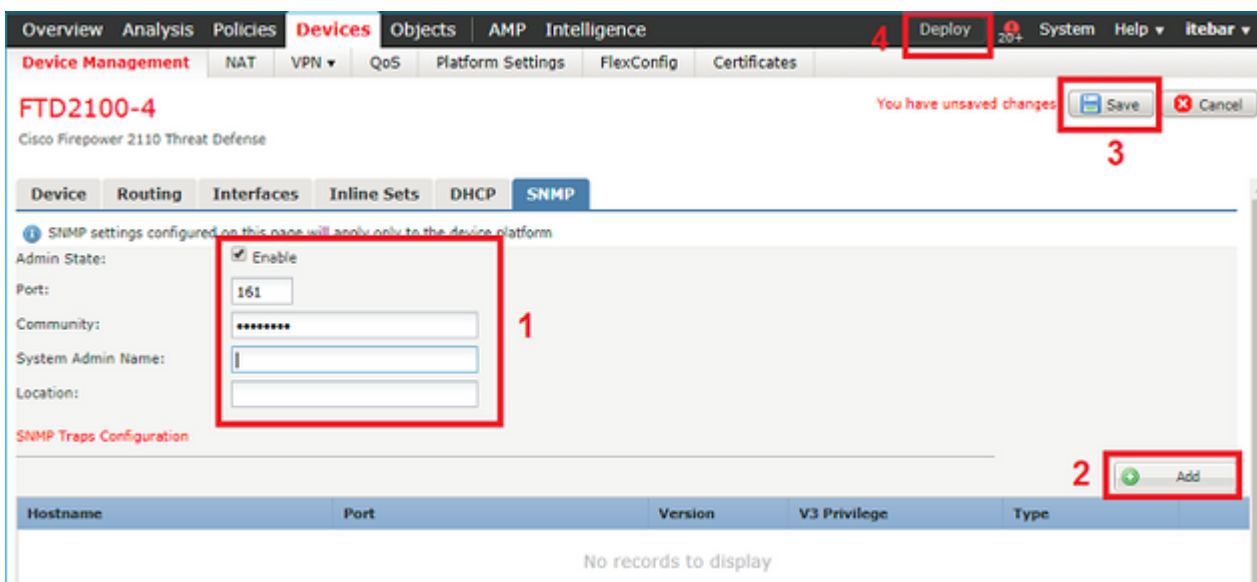 Overview Analysis Policies Devices Objects AMP Intelligence 4 Deploy 20+ System Help ▾ itebar ▾
Device Management NAT VPN ▾ QoS Platform Settings FlexConfig Certificates
FTD2100-4
You have unsaved changes Save Cancel
Cisco Firepower 2110 Threat Defense
3
Device Routing Interfaces Inline Sets DHCP SNMP
SNMP settings configured on this page will apply only to the device platform
Admin State: Enable
Port: 161
Community: ••••••••
1
System Admin Name:
Location:
SNMP Traps Configuration
2 Add
Hostname Port Version V3 Privilege Type
No records to display